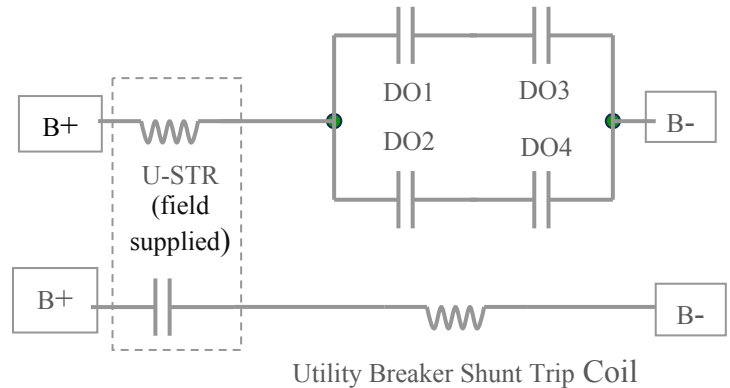 DO1
DO3
B+
B-
DO2
DO4
U-STR
(field
supplied)
B+
B-
Utility Breaker Shunt Trip Coil